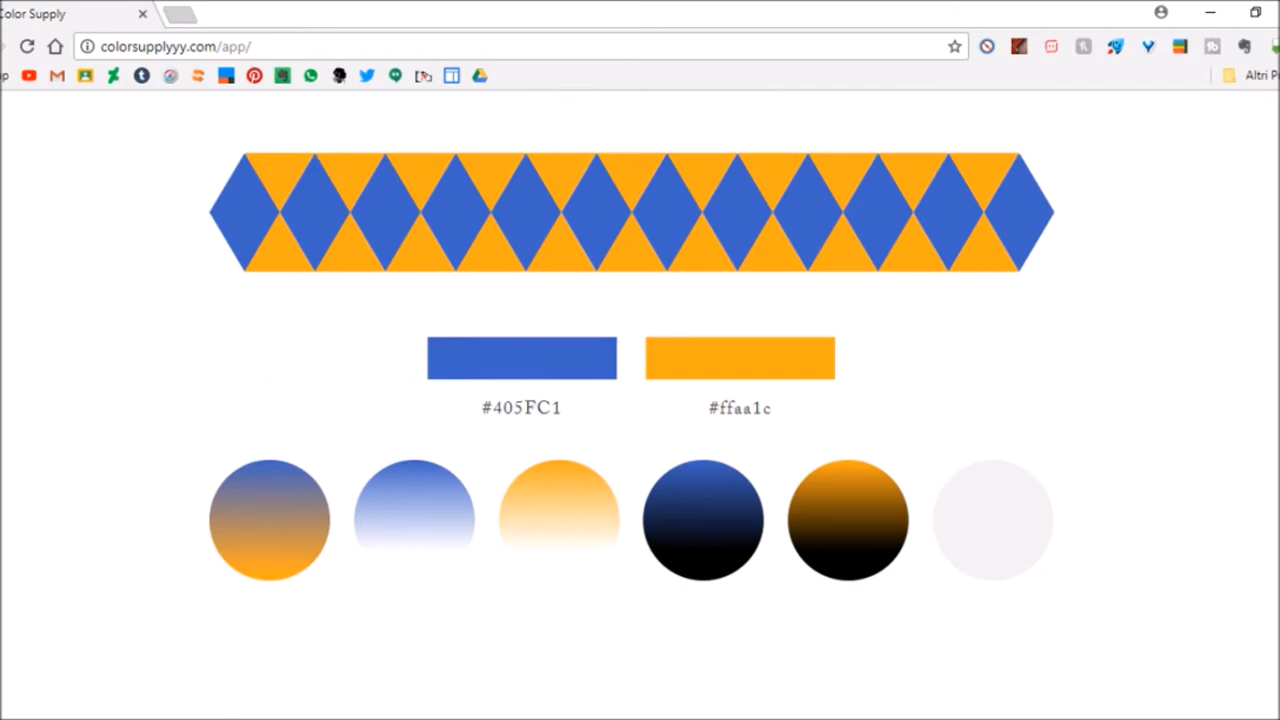 Color Supply
colorsupplyyy.com/app/
Altri P
#405FC1
#ffaa1c